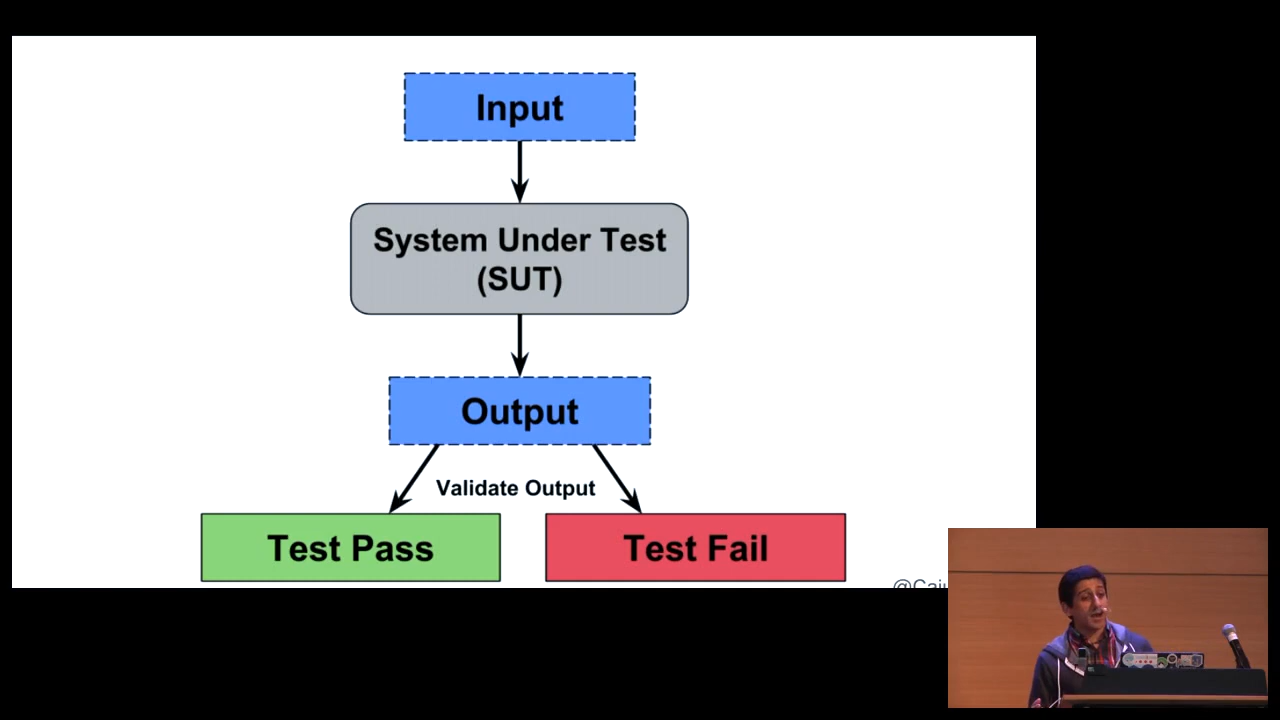 Input
System Under Test
(SUT)
Output
Validate Output
Test Pass
Test Fail